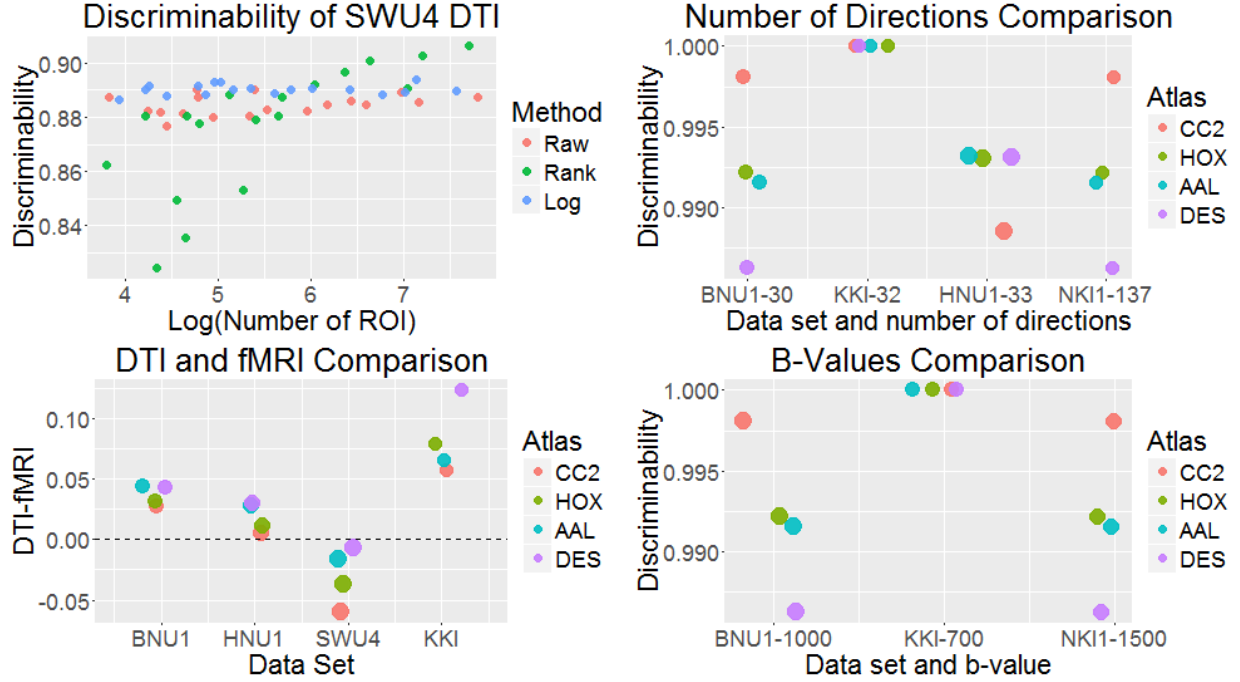 Discriminability of SWU4 DTI
Discriminability
0.90
0.88
0.86
0.84
4 5 6 7
Log(Number of ROI)
Method
Raw
Rank
Log
Number of Directions Comparison
Discriminability
1.000
0.995
0.990
BNU1-30 KKI-32 HNU1-33 NKI1-137
Data set and number of directions
Atlas
CC2
HOX
AAL
DES
DTI and fMRI Comparison
DTI-fMRI
0.10
0.05
0.00
-0.05
BNU1 HNU1 SWU4 KKI
Data Set
Atlas
CC2
HOX
AAL
DES
B-Values Comparison
Discriminability
1.000
0.995
0.990
BNU1-1000 KKI-700 NKI1-1500
Data set and b-value
Atlas
CC2
HOX
AAL
DES